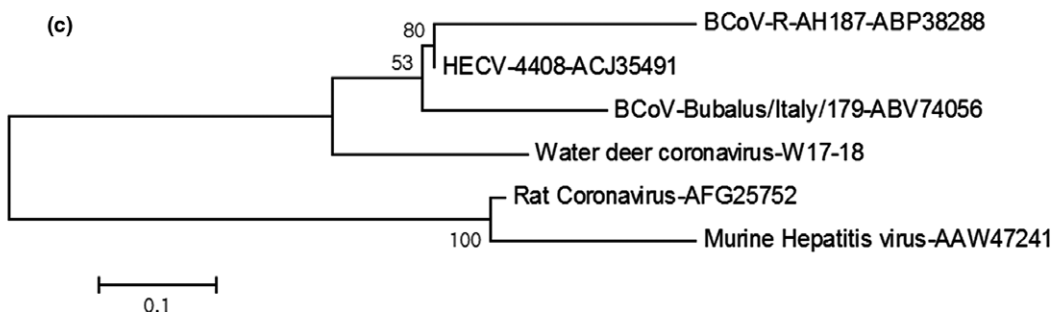 (c)
BCoV-R-AH187-ABP38288
80
HECV-4408-ACJ35491
53
BCoV-Bubalus/Italy/179-ABV74056
Water deer coronavirus-W17-18
Rat Coronavirus-AFG25752
Murine Hepatitis virus-AAW47241
100
0.1